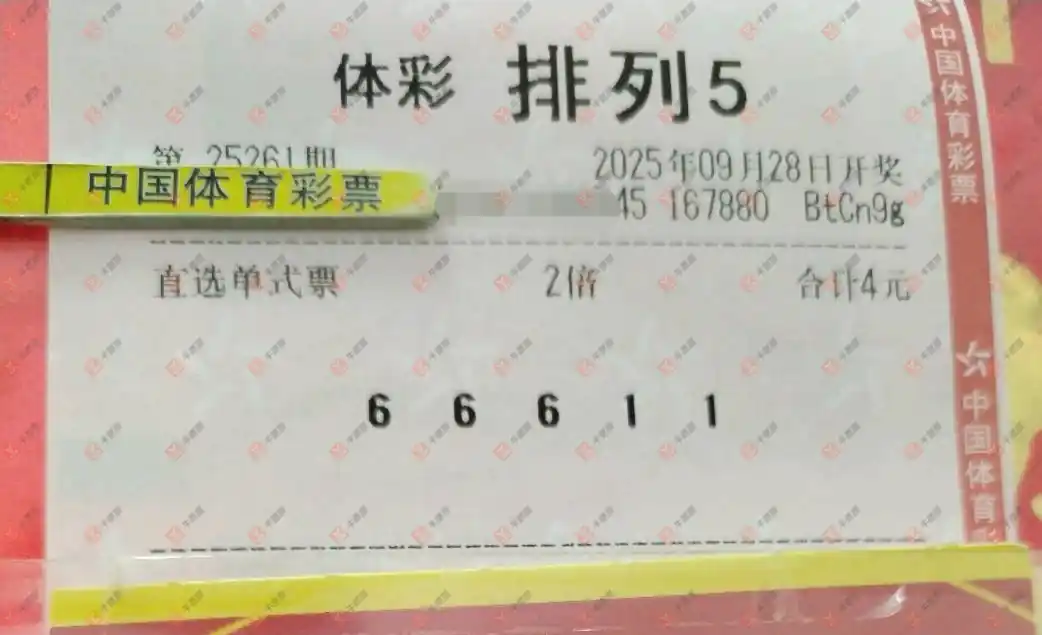 体彩 排列5
第 25261期 2025年09月28日开奖
中国体育彩票
45 167880 BtCn9g
直选单式票 2倍 合计4元
6 6 6 1 1
中国体育彩票
中国体育